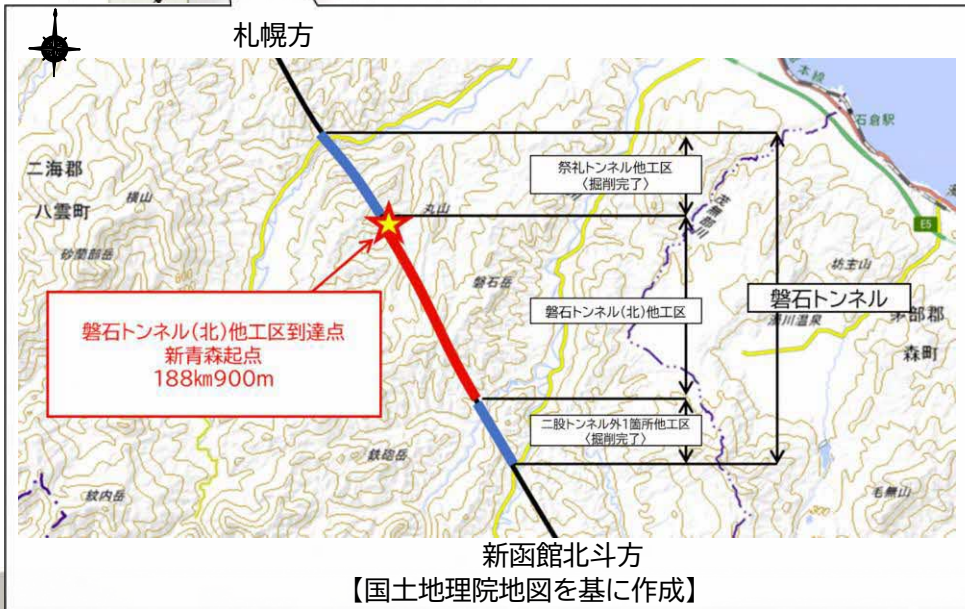 札幌方
本線
石倉駅
二海郡
八雲町
横山
砂蘭部岳
丸山
祭礼トンネル他工区
〈掘削完了〉
茂無部川
E5
坊主山
磐石岳
磐石トンネル(北)他工区
磐石トンネル
濁川温泉
茅部郡
森町
磐石トンネル(北)他工区到達点
新青森起点
188km900m
二股トンネル外1箇所他工区
〈掘削完了〉
鉄砲岳
紋内岳
毛無山
新函館北斗方
【国土地理院地図を基に作成】